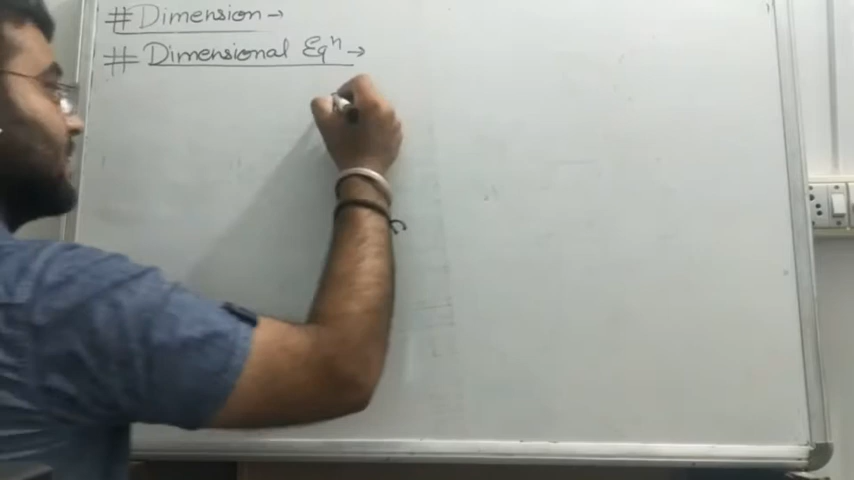 # Dimension →
# Dimensional Eqⁿ →